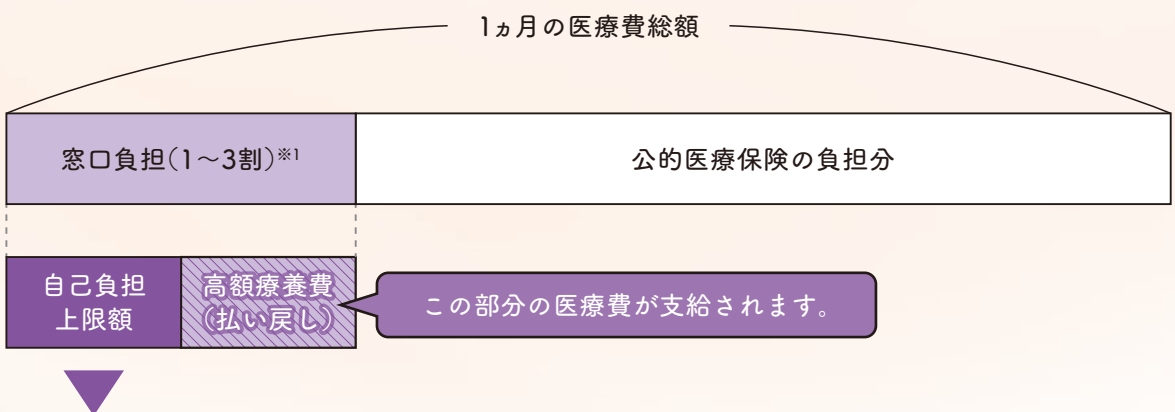 1ヵ月の医療費総額
窓口負担(1～3割)※1
公的医療保険の負担分
自己負担
上限額
高額療養費
(払い戻し)
この部分の医療費が支給されます。